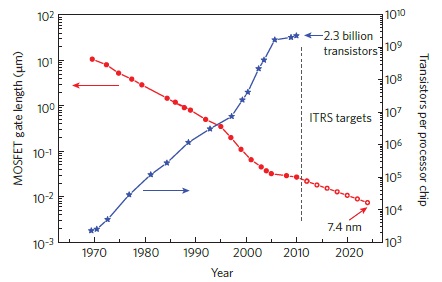 10²
10¹
10⁰
10⁻¹
10⁻²
10⁻³
MOSFET gate length (μm)
1970
1980
1990
2000
2010
2020
Year
10¹⁰
10⁹
10⁸
10⁷
10⁶
10⁵
10⁴
10³
Transistors per processor chip
2.3 billion
transistors
ITRS targets
7.4 nm